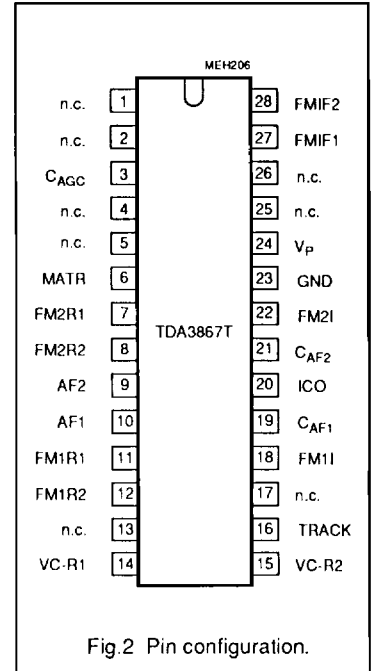 MEH206
n.c. 1 28 FMIF2
n.c. 2 27 FMIF1
CAGC 3 26 n.c.
n.c. 4 25 n.c.
n.c. 5 24 VP
MATR 6 23 GND
FM2R1 7 22 FM2I
TDA3867T
FM2R2 8 21 CAF2
AF2 9 20 ICO
AF1 10 19 CAF1
FM1R1 11 18 FM1I
FM1R2 12 17 n.c.
n.c. 13 16 TRACK
VC-R1 14 15 VC-R2
Fig.2 Pin configuration.